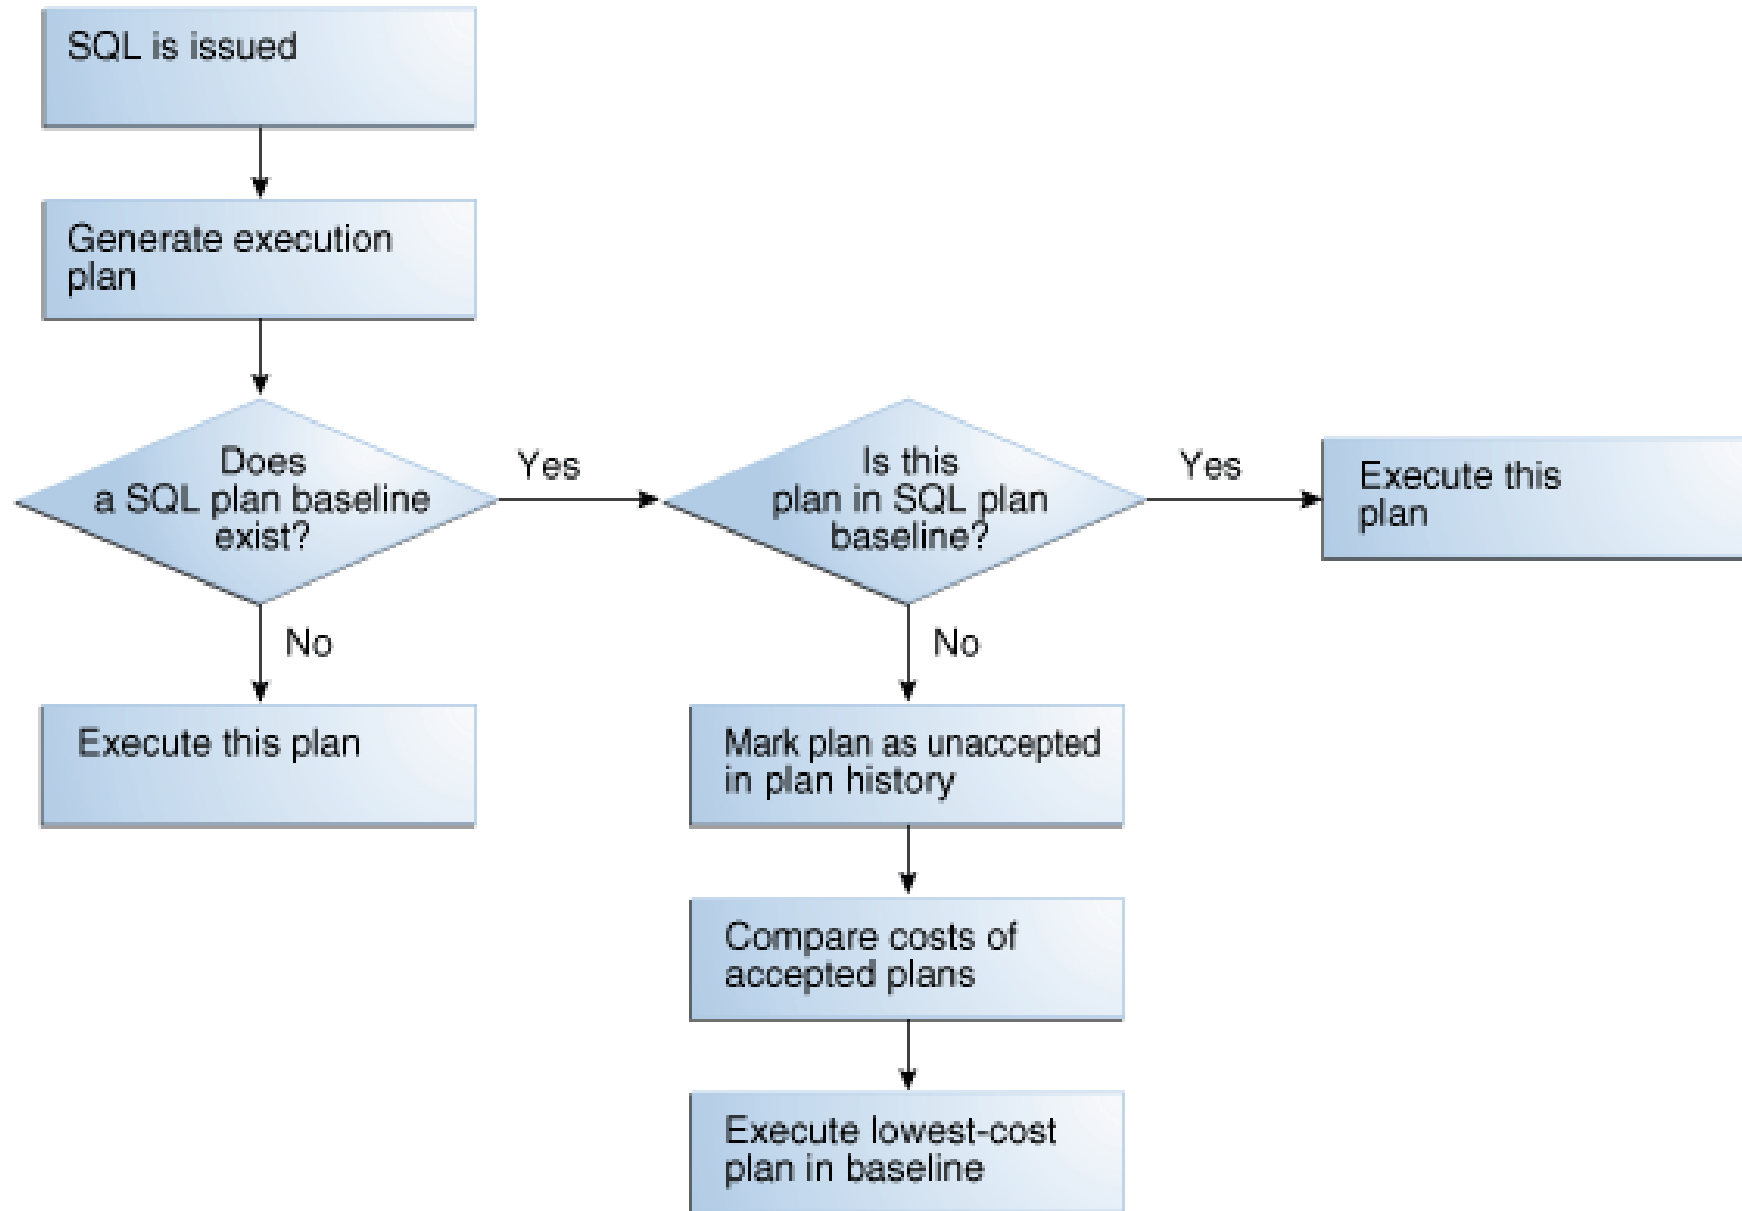 SQL is issued
Generate execution
plan
Does
a SQL plan baseline
exist?
Yes
Is this
plan in SQL plan
baseline?
Yes
Execute this
plan
No
No
Execute this plan
Mark plan as unaccepted
in plan history
Compare costs of
accepted plans
Execute lowest-cost
plan in baseline